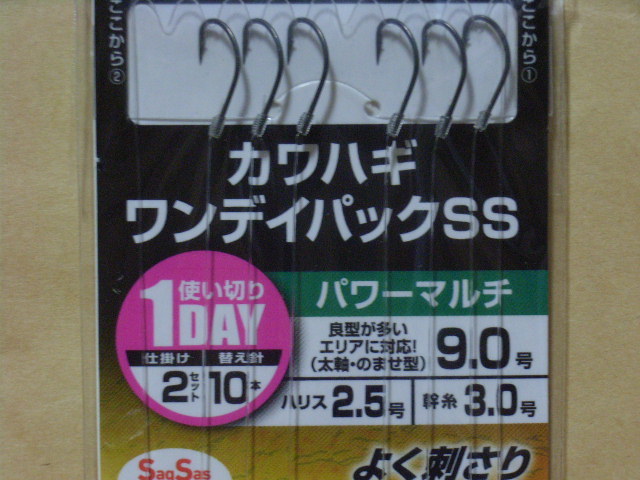 ここから②
ここから①
カワハギ
ワンデイパックSS
使い切り
1DAY
仕掛け 替え針
2セット 10本
パワーマルチ
良型が多い
エリアに対応!
(太軸・のませ型)
9.0号
ハリス2.5号
幹糸3.0号
SaqSas
よく刺さり